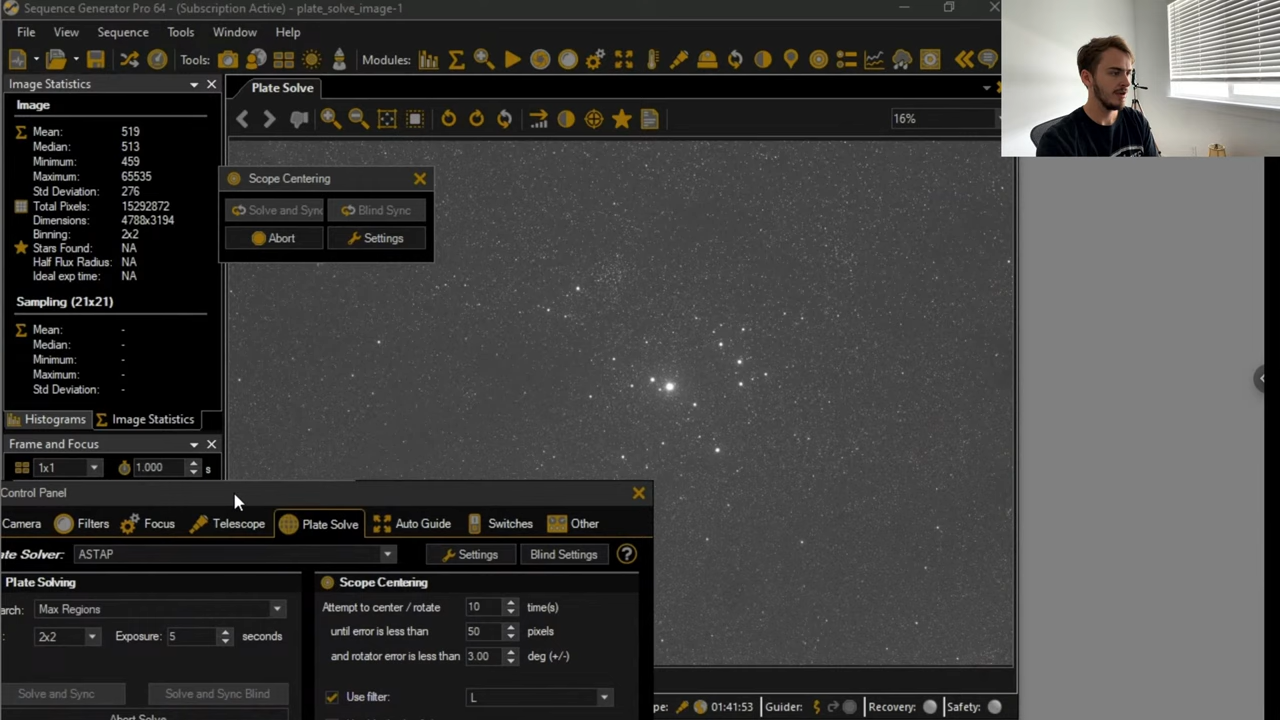 Sequence Generator Pro 64 - (Subscription Active) - plate_solve_image-1
File View Sequence Tools Window Help
Tools: Modules:
Image Statistics
Plate Solve
Image
16%
Mean: 519
Median: 513
Minimum: 459
Maximum: 65535
Std Deviation: 276
Total Pixels: 15292872
Dimensions: 4788x3194
Binning: 2x2
Stars Found: NA
Half Flux Radius: NA
Ideal exp time: NA
Scope Centering
Solve and Sync Blind Sync
Abort Settings
Sampling (21x21)
Mean: -
Median: -
Minimum: -
Maximum: -
Std Deviation: -
Histograms Image Statistics
Frame and Focus
1x1 1.000 s
Control Panel
Camera Filters Focus Telescope Plate Solve Auto Guide Switches Other
ate Solver: ASTAP Settings Blind Settings
Plate Solving
arch: Max Regions
: 2x2 Exposure: 5 seconds
Solve and Sync Solve and Sync Blind
Abort Solve
Scope Centering
Attempt to center / rotate 10 time(s)
until error is less than 50 pixels
and rotator error is less than 3.00 deg (+/-)
Use filter: L
pe: 01:41:53 Guider: Recovery: Safety: